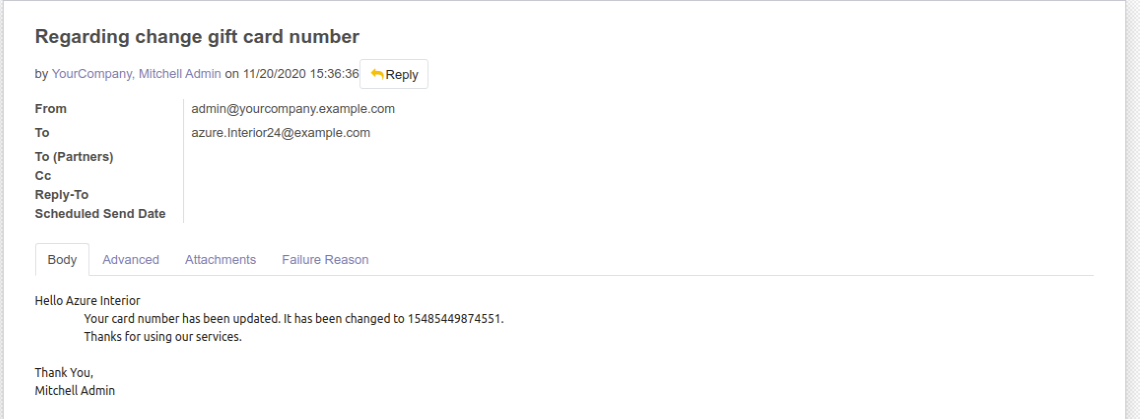 Regarding change gift card number
by YourCompany, Mitchell Admin on 11/20/2020 15:36:36 Reply
From admin@yourcompany.example.com
To azure.Interior24@example.com
To (Partners)
Cc
Reply-To
Scheduled Send Date
Body Advanced Attachments Failure Reason
Hello Azure Interior
Your card number has been updated. It has been changed to 15485449874551.
Thanks for using our services.
Thank You,
Mitchell Admin